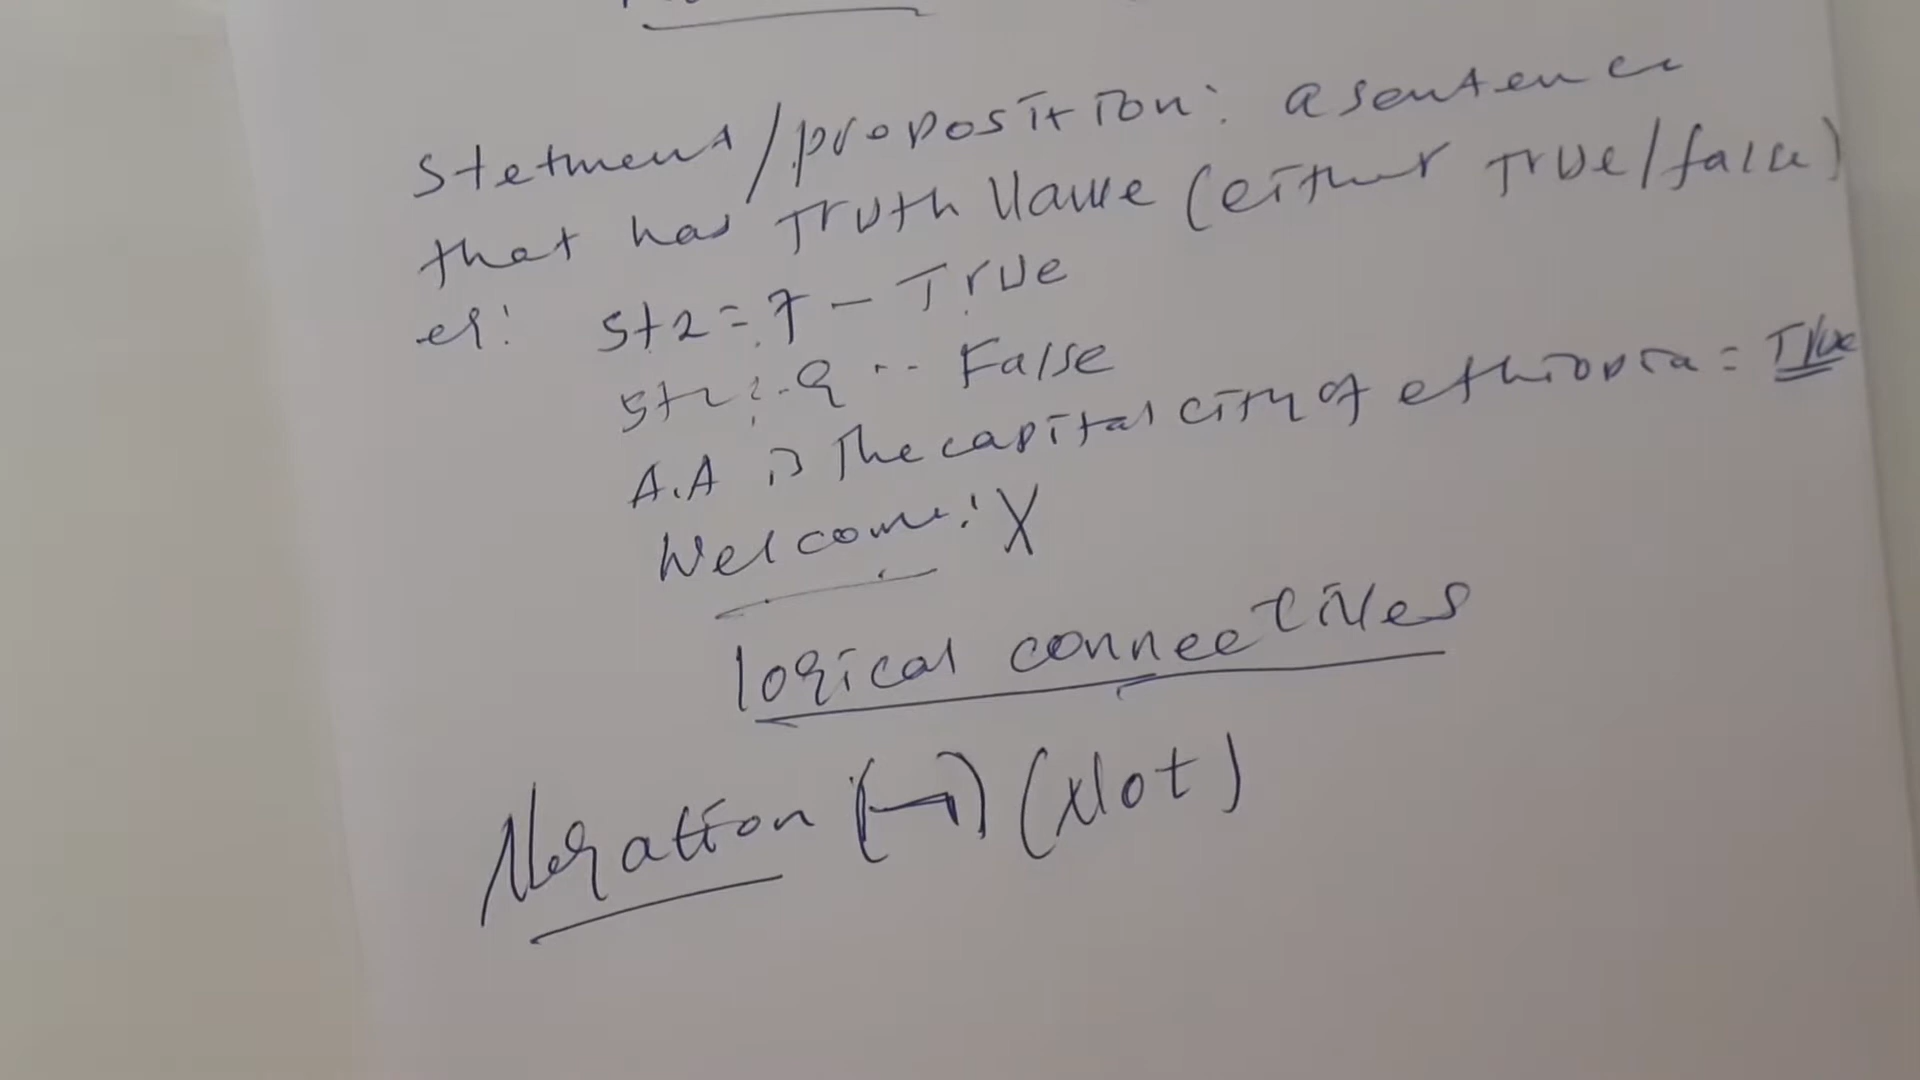 Stetment/proposition: a sentence
that has Truth Value (either True/false)
ex: 5+2=7 - True
5+2=9 -- False
A.A is The capital city of ethiopia = True
Welcome! X
logical connectives
Negation (¬) (Not)